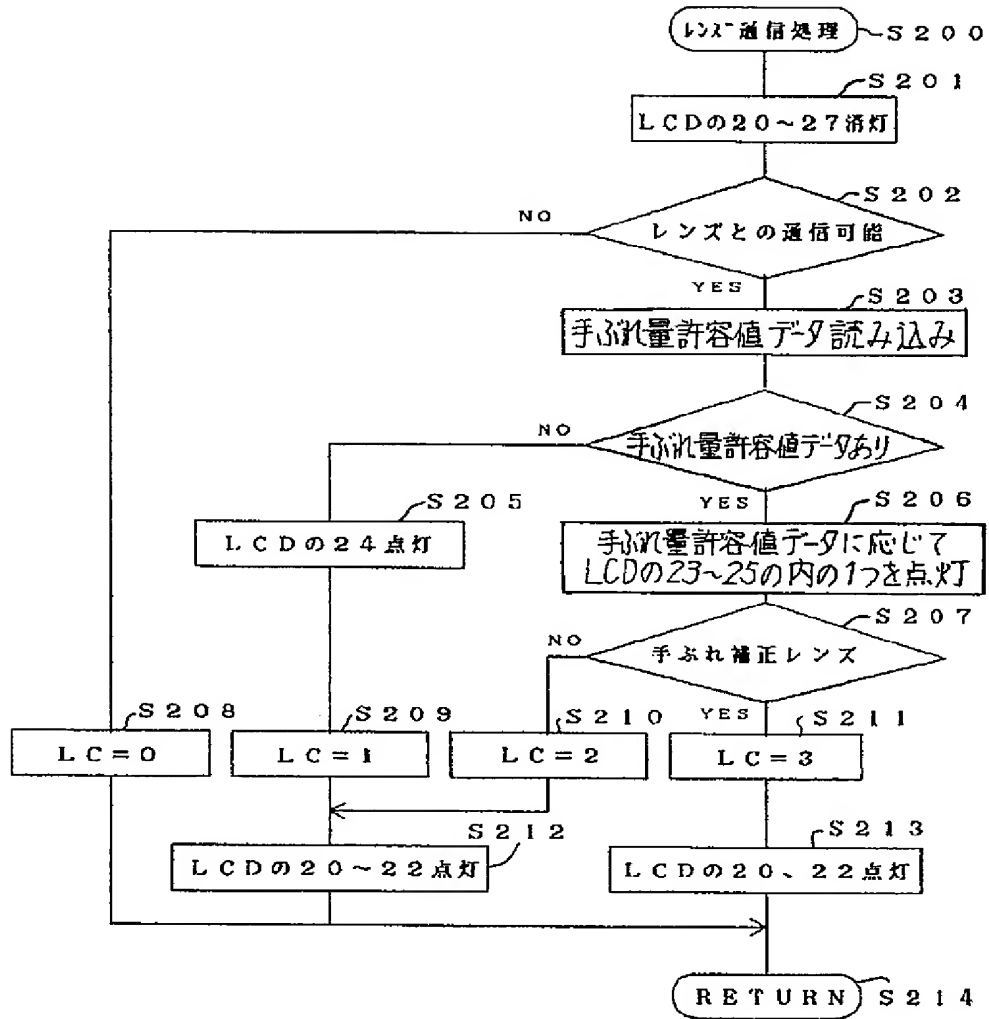 レンズ通信処理
S200
S201
LCDの20~27消灯
S202
NO
レンズとの通信可能
YES
S203
手ぶれ量許容値データ読み込み
S204
NO
手ぶれ量許容値データあり
S205
YES
S206
LCDの24点灯
手ぶれ量許容値データに応じて
LCDの23~25の内の1つを点灯
S207
NO
手ぶれ補正レンズ
S208
S209
S210
YES
S211
LC=0
LC=1
LC=2
LC=3
S212
S213
LCDの20~22点灯
LCDの20、22点灯
RETURN
S214